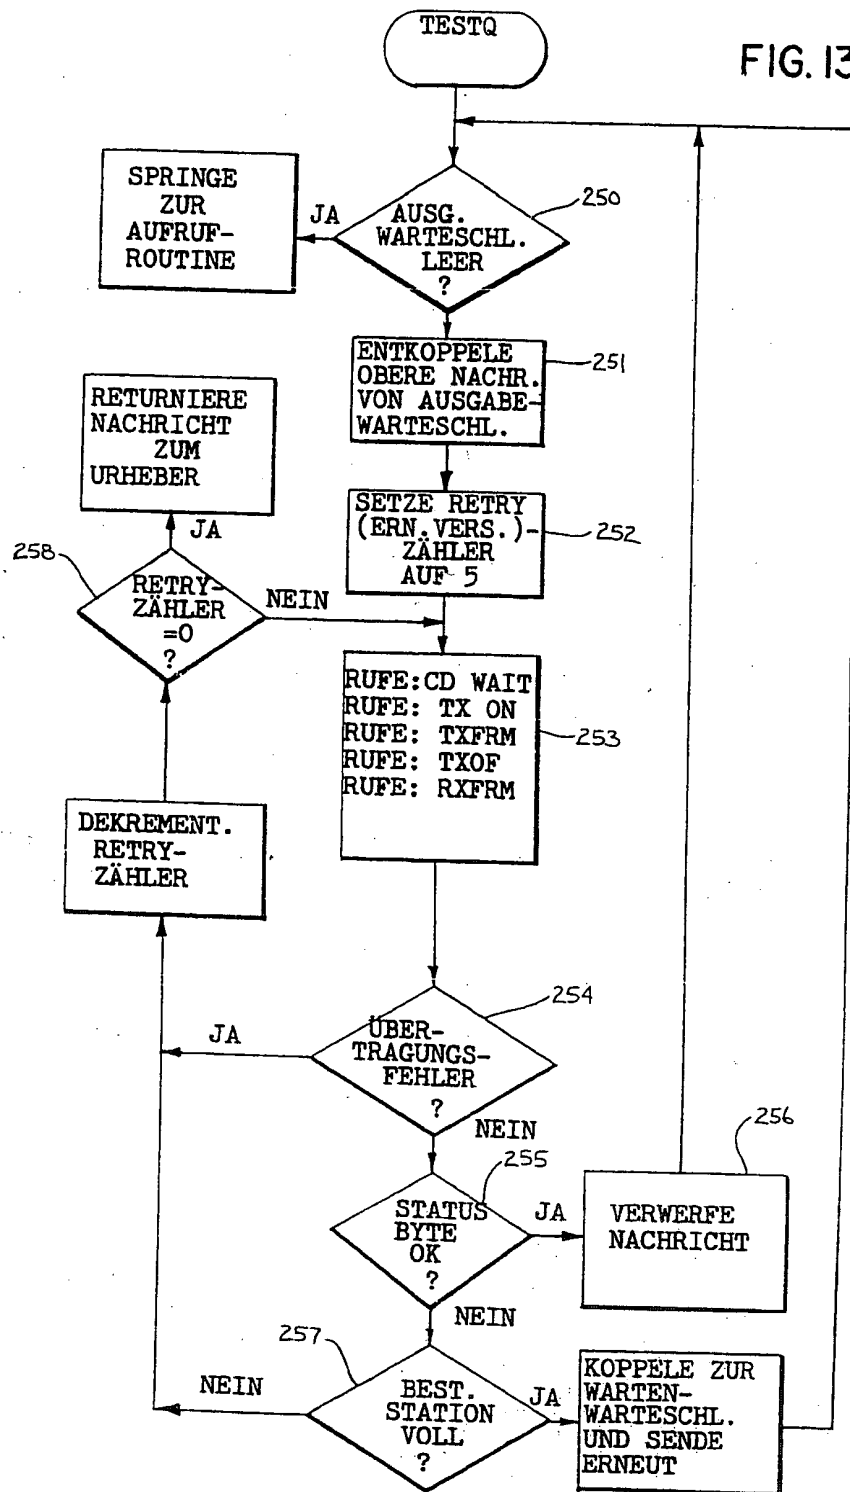 TESTQ
FIG. 13
SPRINGE
ZUR
AUFRUF-
ROUTINE
JA
AUSG.
WARTESCHL.
LEER
?
250
ENTKOPPELE
OBERE NACHR.
VON AUSGABE-
WARTESCHL.
251
RETURNIERE
NACHRICHT
ZUM
URHEBER
SETZE RETRY
(ERN.VERS.)-
ZÄHLER
AUF 5
252
JA
258
RETRY-
ZÄHLER
=0
?
NEIN
RUFE:CD WAIT
RUFE: TX ON
RUFE: TXFRM
RUFE: TXOF
RUFE: RXFRM
253
DEKREMENT.
RETRY-
ZÄHLER
254
JA
ÜBER-
TRAGUNGS-
FEHLER
?
NEIN
255
STATUS
BYTE
OK
?
JA
256
VERWERFE
NACHRICHT
NEIN
257
NEIN
BEST.
STATION
VOLL
?
JA
KOPPELE ZUR
WARTEN-
WARTESCHL.
UND SENDE
ERNEUT